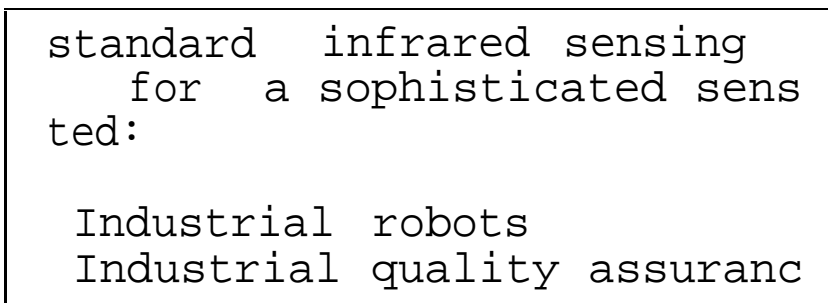 standard infrared sensing
for a sophisticated sens
ted:
Industrial robots
Industrial quality assuranc